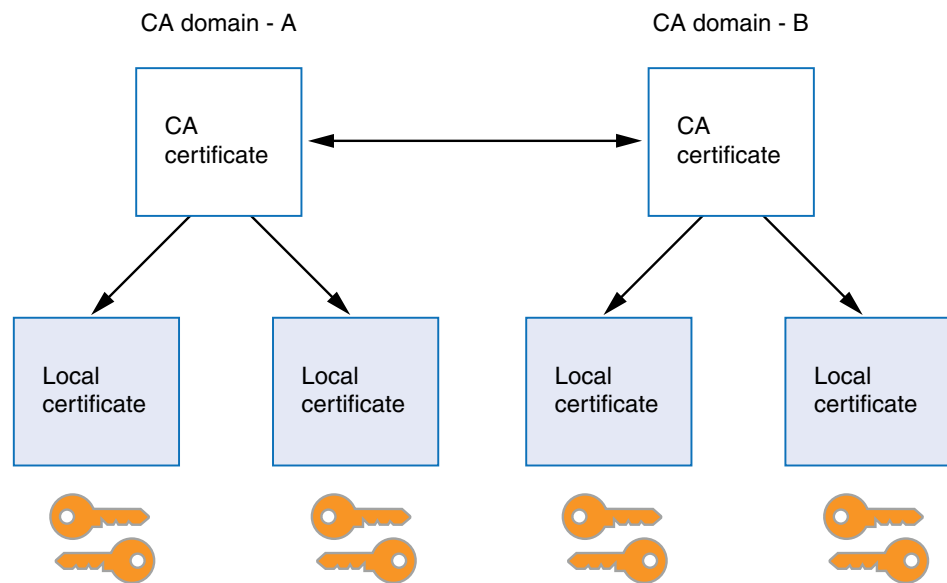 CA domain - A
CA domain - B
CA
certificate
CA
certificate
Local
certificate
Local
certificate
Local
certificate
Local
certificate